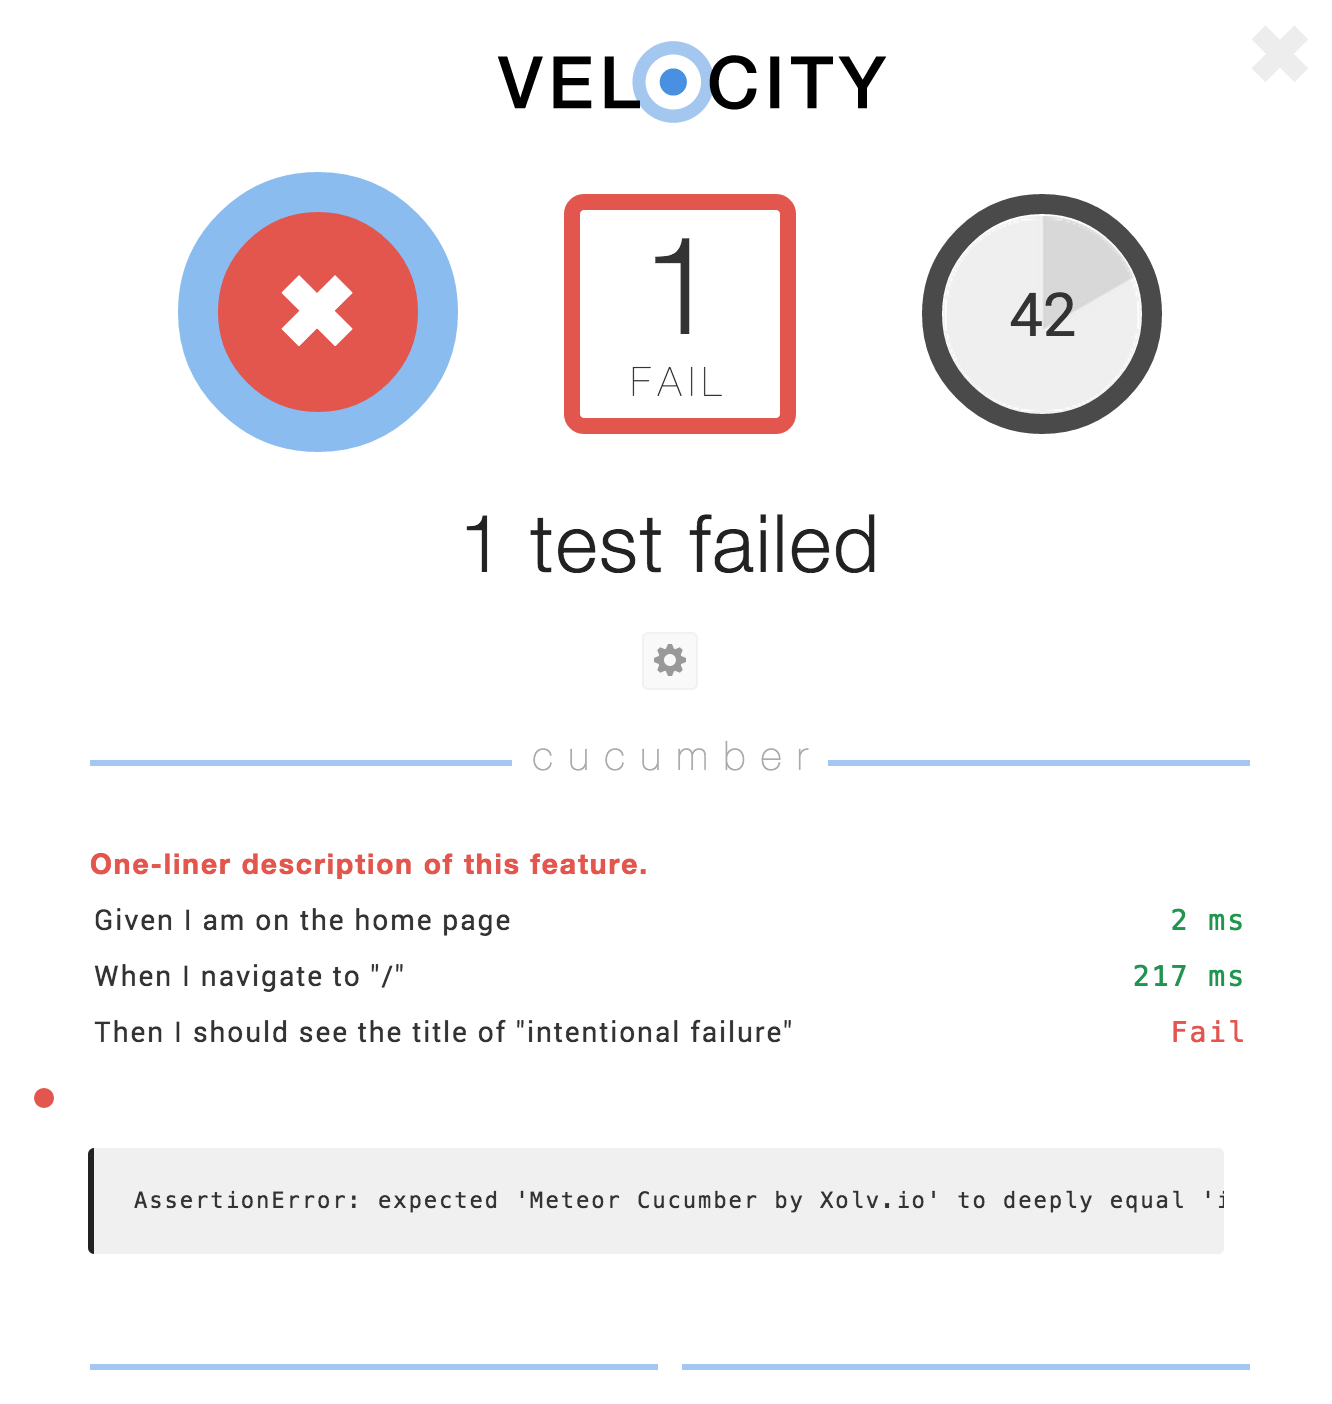 VELOCITY
1
FAIL
42
1 test failed
cucumber
One-liner description of this feature.
Given I am on the home page
2 ms
When I navigate to "/"
217 ms
Then I should see the title of "intentional failure"
Fail
AssertionError: expected 'Meteor Cucumber by Xolv.io' to deeply equal 'i